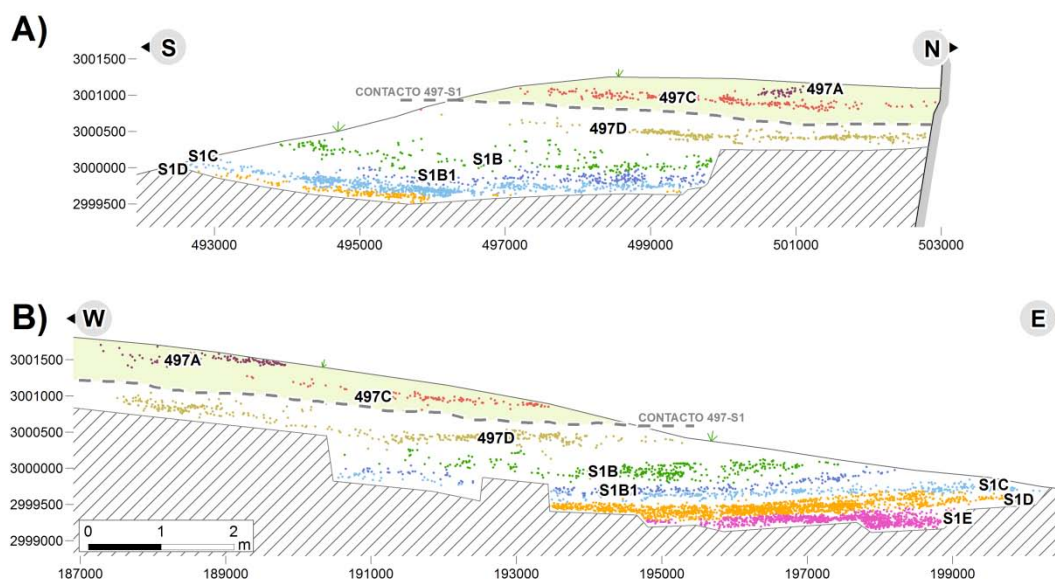 A)
S
N
3001500
3001000
3000500
3000000
2999500
CONTACTO 497-S1
497A
497C
497D
S1B
S1C
S1D
S1B1
493000 495000 497000 499000 501000 503000
B)
W
E
3001500
3001000
3000500
3000000
2999500
2999000
497A
497C
CONTACTO 497-S1
497D
S1B
S1B1
S1C
S1D
S1E
0 1 2
m
187000 189000 191000 193000 195000 197000 199000